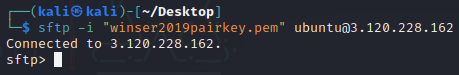 ┌──(kali㉿kali)-[~/Desktop]
└─$ sftp -i "winser2019pairkey.pem" ubuntu@3.120.228.162
Connected to 3.120.228.162.
sftp>